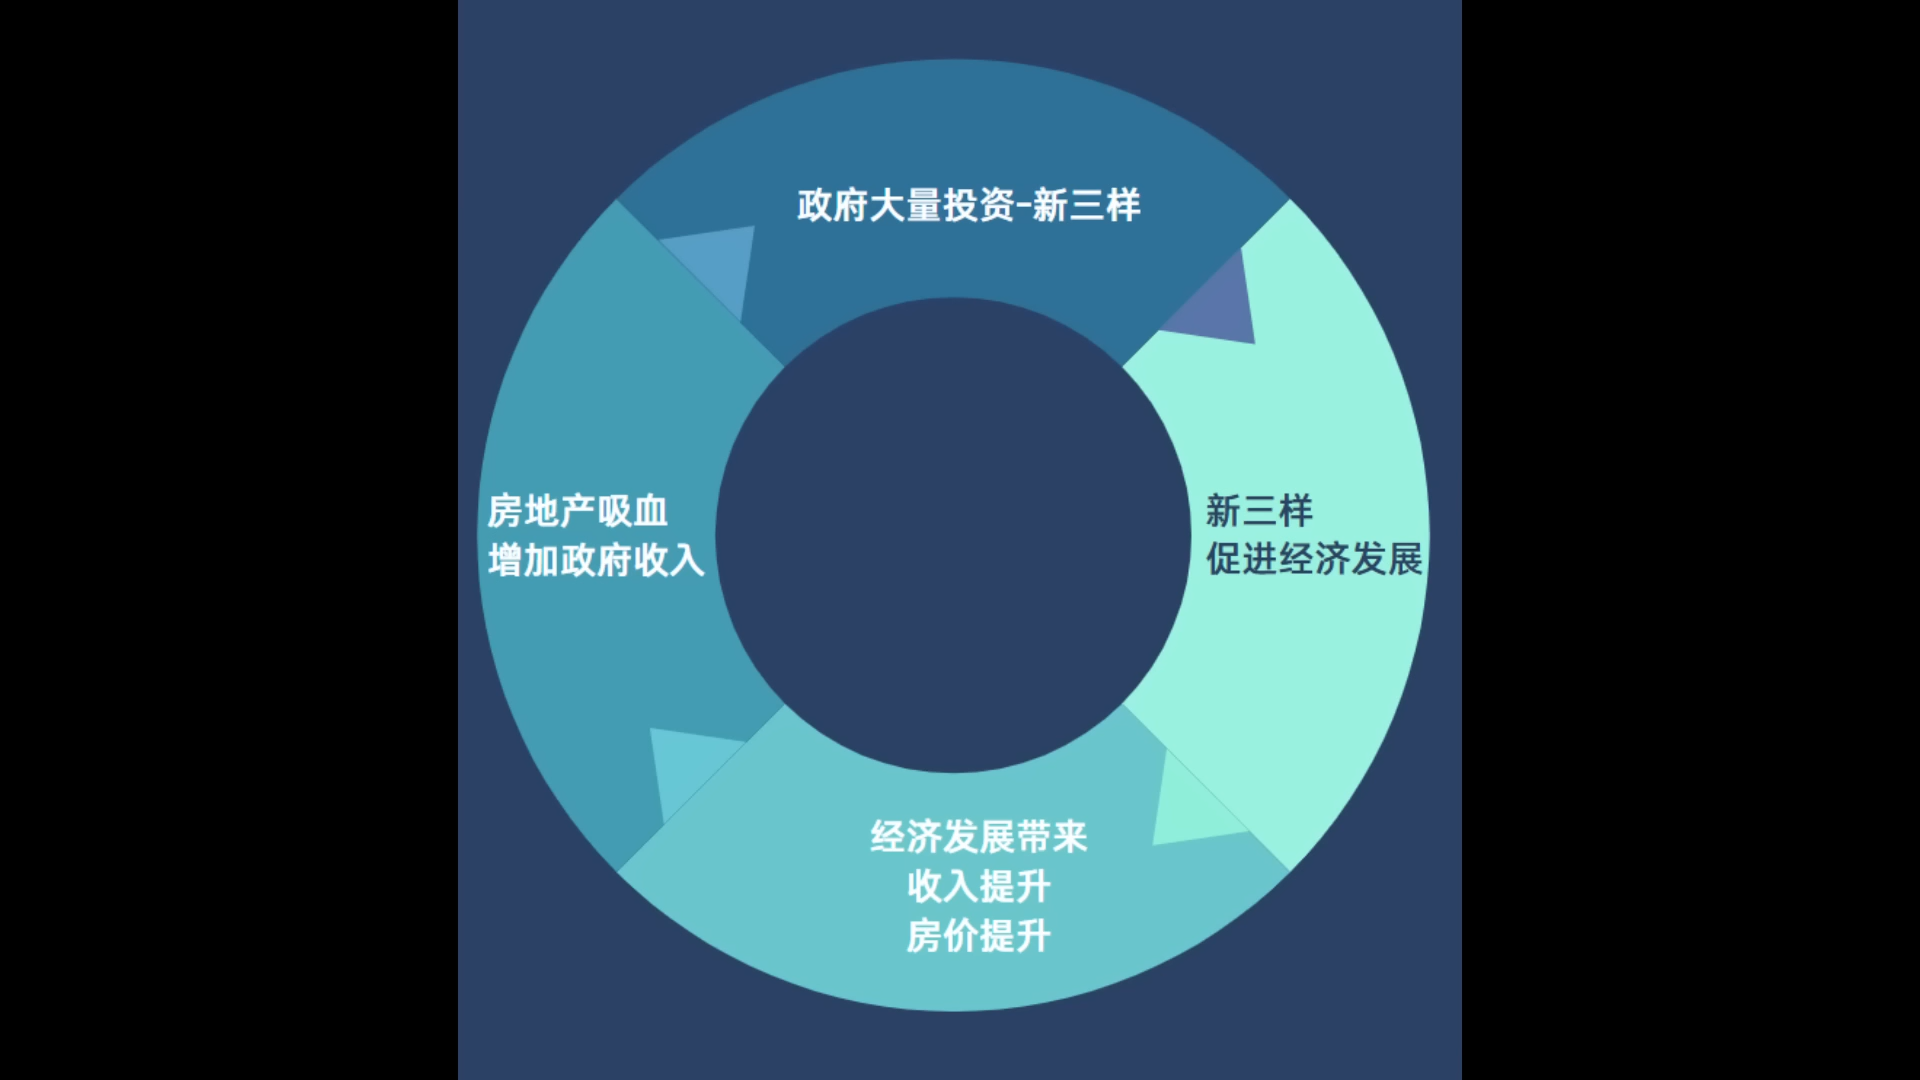 政府大量投资-新三样
新三样
促进经济发展
经济发展带来
收入提升
房价提升
房地产吸血
增加政府收入